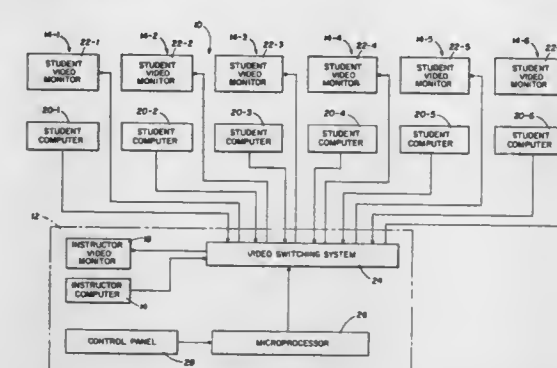 14-1 14-2 10 14-3 14-4 14-5 14-6
22-1 22-2 22-3 22-4 22-5
STUDENT VIDEO MONITOR
STUDENT VIDEO MONITOR
STUDENT VIDEO MONITOR
STUDENT VIDEO MONITOR
STUDENT VIDEO MONITOR
STUDENT VIDEO MONITOR
20-1 20-2 20-3 20-4 20-5 20-6
STUDENT COMPUTER
STUDENT COMPUTER
STUDENT COMPUTER
STUDENT COMPUTER
STUDENT COMPUTER
STUDENT COMPUTER
12
18
INSTRUCTOR VIDEO MONITOR
VIDEO SWITCHING SYSTEM
24
INSTRUCTOR COMPUTER
26
CONTROL PANEL
MICROPROCESSOR
28